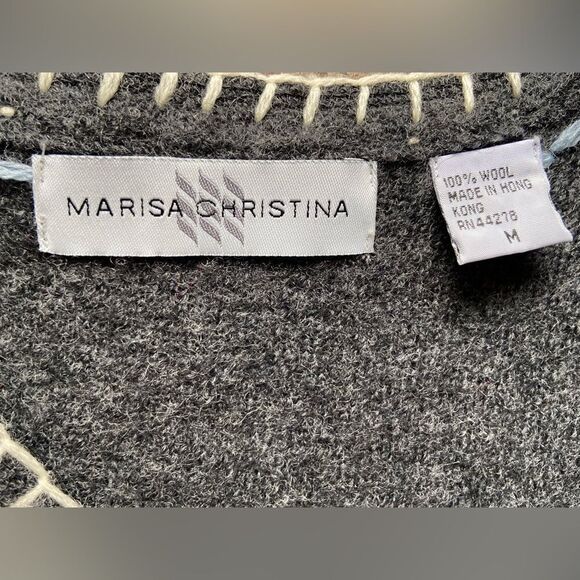 MARISA CHRISTINA
100% WOOL
MADE IN HONG
KONG
RN44278
M